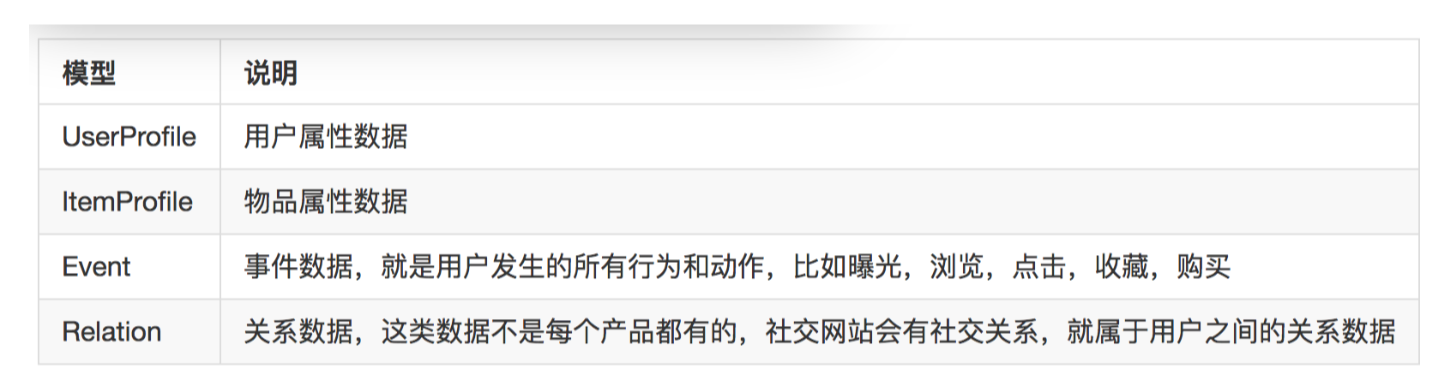 模型 说明
UserProfile 用户属性数据
ItemProfile 物品属性数据
Event 事件数据，就是用户发生的所有行为和动作，比如曝光，浏览，点击，收藏，购买
Relation 关系数据，这类数据不是每个产品都有的，社交网站会有社交关系，就属于用户之间的关系数据